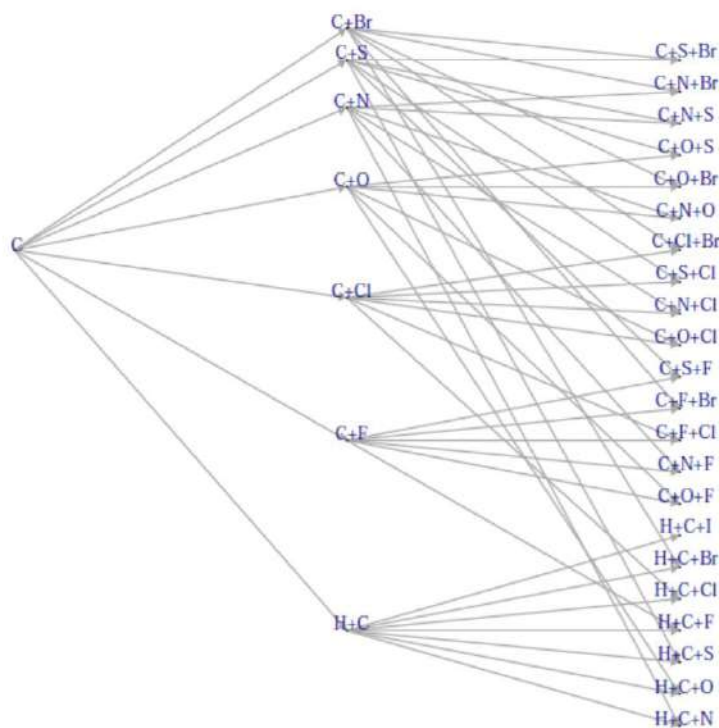 C
C+Br
C+S
C+N
C+O
C+Cl
C+F
H+C
C+S+Br
C+N+Br
C+N+S
C+O+S
C+O+Br
C+N+O
C+Cl+Br
C+S+Cl
C+N+Cl
C+O+Cl
C+S+F
C+F+Br
C+F+Cl
C+N+F
C+O+F
H+C+I
H+C+Br
H+C+Cl
H+C+F
H+C+S
H+C+O
H+C+N